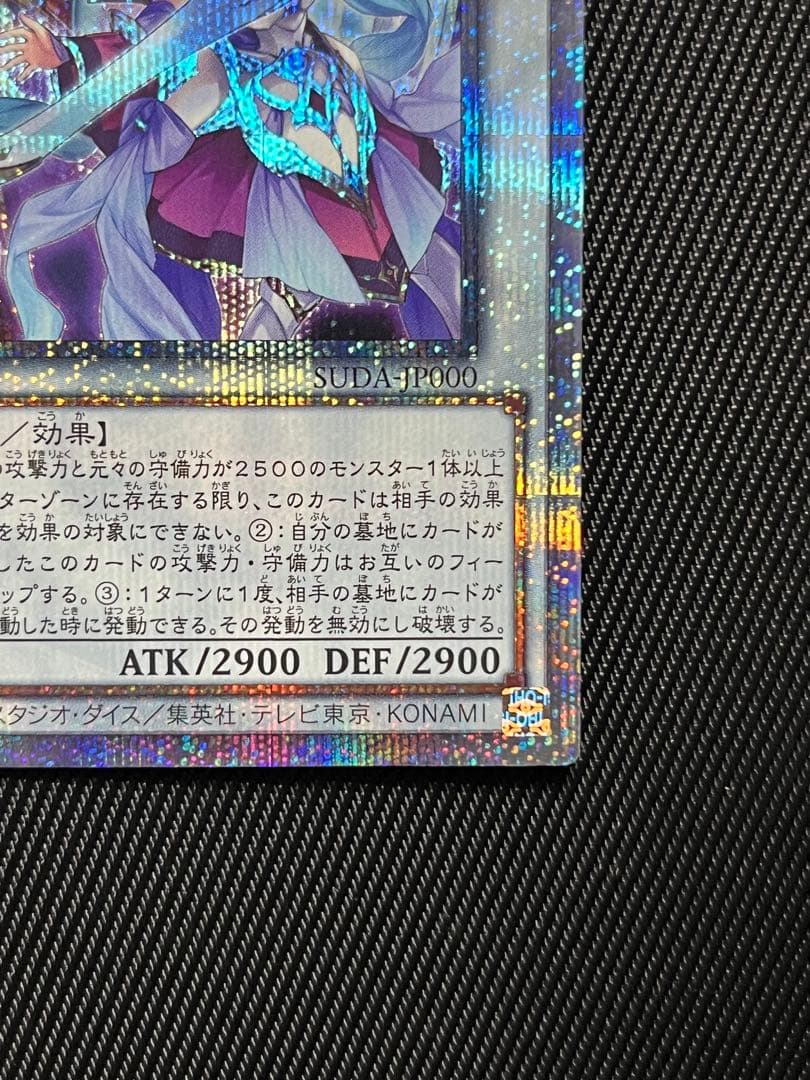 SUDA-JP000
／効果】
攻撃力と元々の守備力が2500のモンスター1体以上
ターゾーンに存在する限り、このカードは相手の効果
を効果の対象にできない。②：自分の墓地にカードが
したこのカードの攻撃力・守備力はお互いのフィー
ップする。③：1ターンに1度、相手の墓地にカードが
動した時に発動できる。その発動を無効にし破壊する。
ATK/2900 DEF/2900
スタジオ・ダイス／集英社・テレビ東京・KONAMI